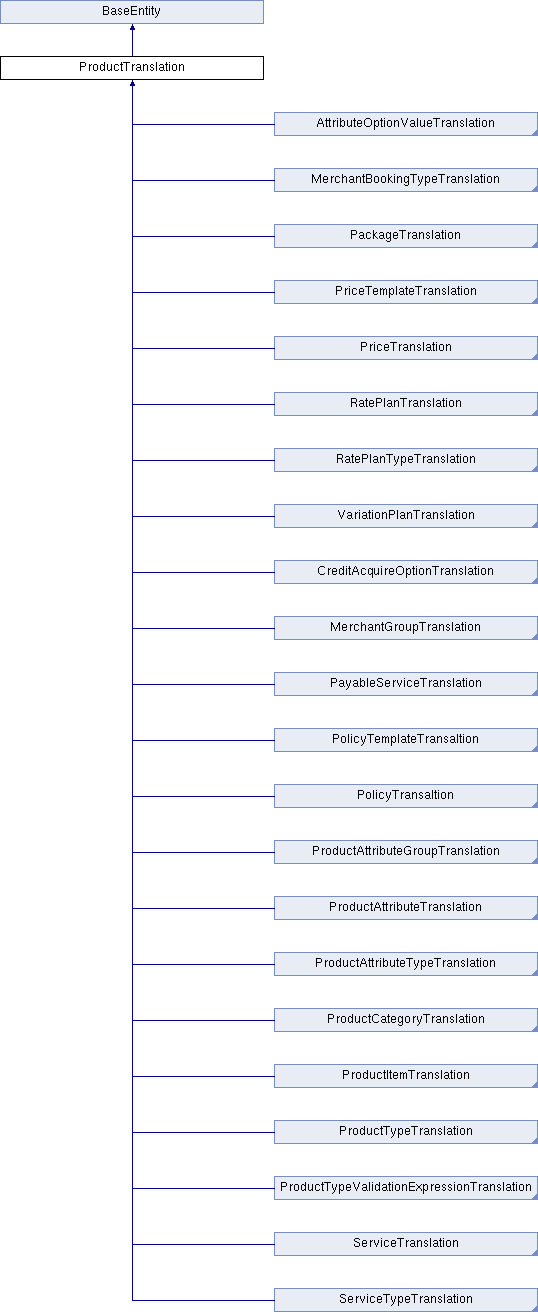 BaseEntity
ProductTranslation
AttributeOptionValueTranslation
MerchantBookingTypeTranslation
PackageTranslation
PriceTemplateTranslation
PriceTranslation
RatePlanTranslation
RatePlanTypeTranslation
VariationPlanTranslation
CreditAcquireOptionTranslation
MerchantGroupTranslation
PayableServiceTranslation
PolicyTemplateTransaltion
PolicyTransaltion
ProductAttributeGroupTranslation
ProductAttributeTranslation
ProductAttributeTypeTranslation
ProductCategoryTranslation
ProductItemTranslation
ProductTypeTranslation
ProductTypeValidationExpressionTranslation
ServiceTranslation
ServiceTypeTranslation